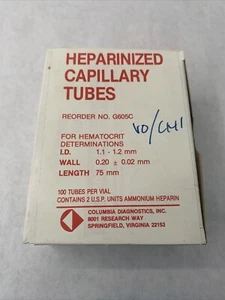 HEPARINIZED
CAPILLARY
TUBES
REORDER NO. G605C
VD/CMI
FOR HEMATOCRIT
DETERMINATIONS
I.D. 1.1 - 1.2 mm
WALL 0.20 ± 0.02 mm
LENGTH 75 mm
100 TUBES PER VIAL
CONTAINS 2 U.S.P. UNITS AMMONIUM HEPARIN
COLUMBIA DIAGNOSTICS, INC.
8001 RESEARCH WAY
SPRINGFIELD, VIRGINIA 22153